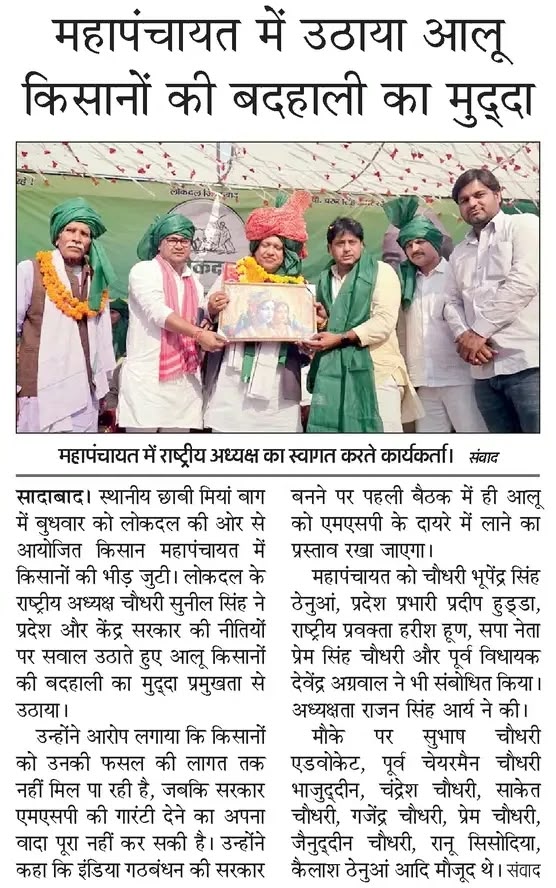 महापंचायत में उठाया आलू
किसानों की बदहाली का मुद्दा
लोकदल
महापंचायत में राष्ट्रीय अध्यक्ष का स्वागत करते कार्यकर्ता। संवाद
सादाबाद। स्थानीय छाबी मियां बाग
में बुधवार को लोकदल की ओर से
आयोजित किसान महापंचायत में
किसानों की भीड़ जुटी। लोकदल के
राष्ट्रीय अध्यक्ष चौधरी सुनील सिंह ने
प्रदेश और केंद्र सरकार की नीतियों
पर सवाल उठाते हुए आलू किसानों
की बदहाली का मुद्दा प्रमुखता से
उठाया।
उन्होंने आरोप लगाया कि किसानों
को उनकी फसल की लागत तक
नहीं मिल पा रही है, जबकि सरकार
एमएसपी की गारंटी देने का अपना
वादा पूरा नहीं कर सकी है। उन्होंने
कहा कि इंडिया गठबंधन की सरकार
बनने पर पहली बैठक में ही आलू
को एमएसपी के दायरे में लाने का
प्रस्ताव रखा जाएगा।
महापंचायत को चौधरी भूपेंद्र सिंह
ठेनुआं, प्रदेश प्रभारी प्रदीप हुड्डा,
राष्ट्रीय प्रवक्ता हरीश हूण, सपा नेता
प्रेम सिंह चौधरी और पूर्व विधायक
देवेंद्र अग्रवाल ने भी संबोधित किया।
अध्यक्षता राजन सिंह आर्य ने की।
मौके पर सुभाष चौधरी
एडवोकेट, पूर्व चेयरमैन चौधरी
भाजुद्दीन, चंद्रेश चौधरी, साकेत
चौधरी, गजेंद्र चौधरी, प्रेम चौधरी,
जैनुद्दीन चौधरी, रानू सिसोदिया,
कैलाश ठेनुआं आदि मौजूद थे। संवाद